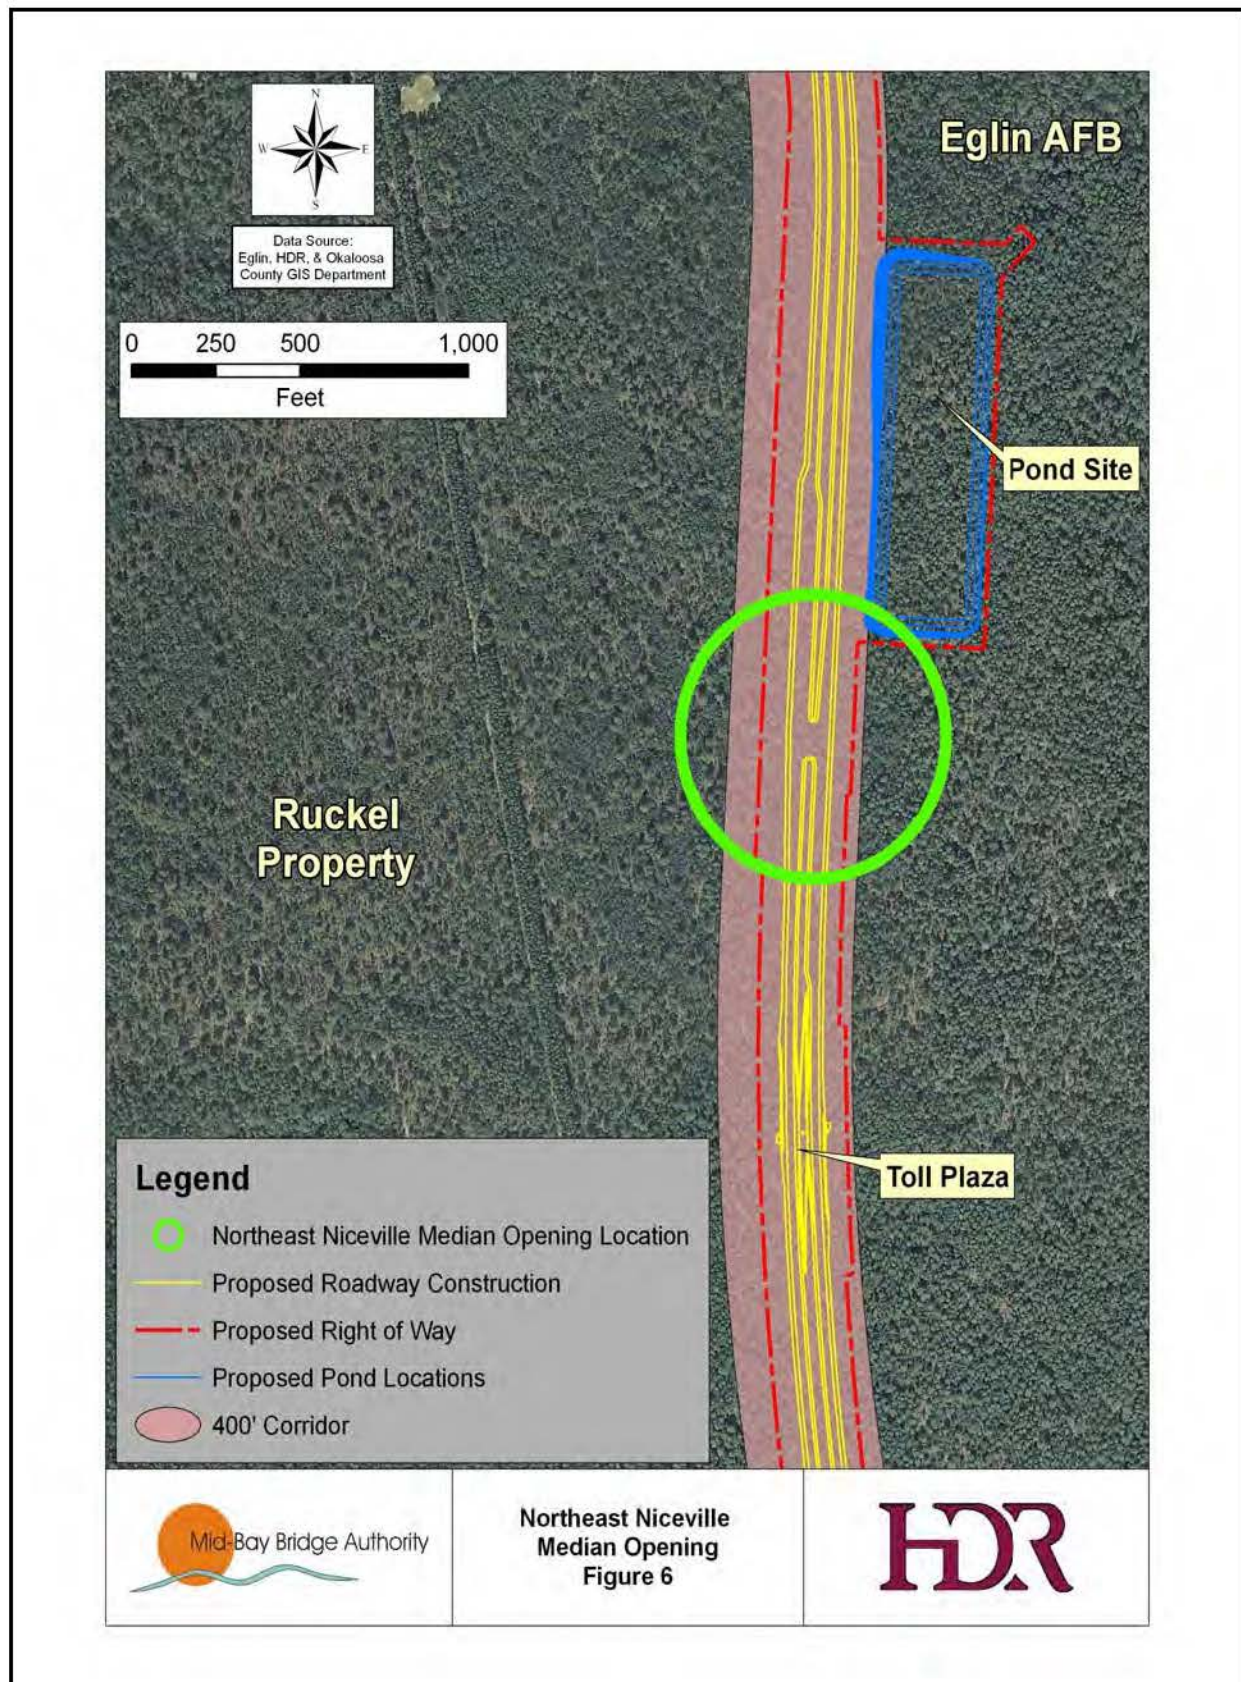 N
W E
S
Eglin AFB
Data Source:
Eglin, HDR, & Okaloosa
County GIS Department
0 250 500 1,000
Feet
Pond Site
Ruckel
Property
Toll Plaza
Legend
Northeast Niceville Median Opening Location
Proposed Roadway Construction
Proposed Right of Way
Proposed Pond Locations
400' Corridor
Mid-Bay Bridge Authority
Northeast Niceville
Median Opening
Figure 6
HDR